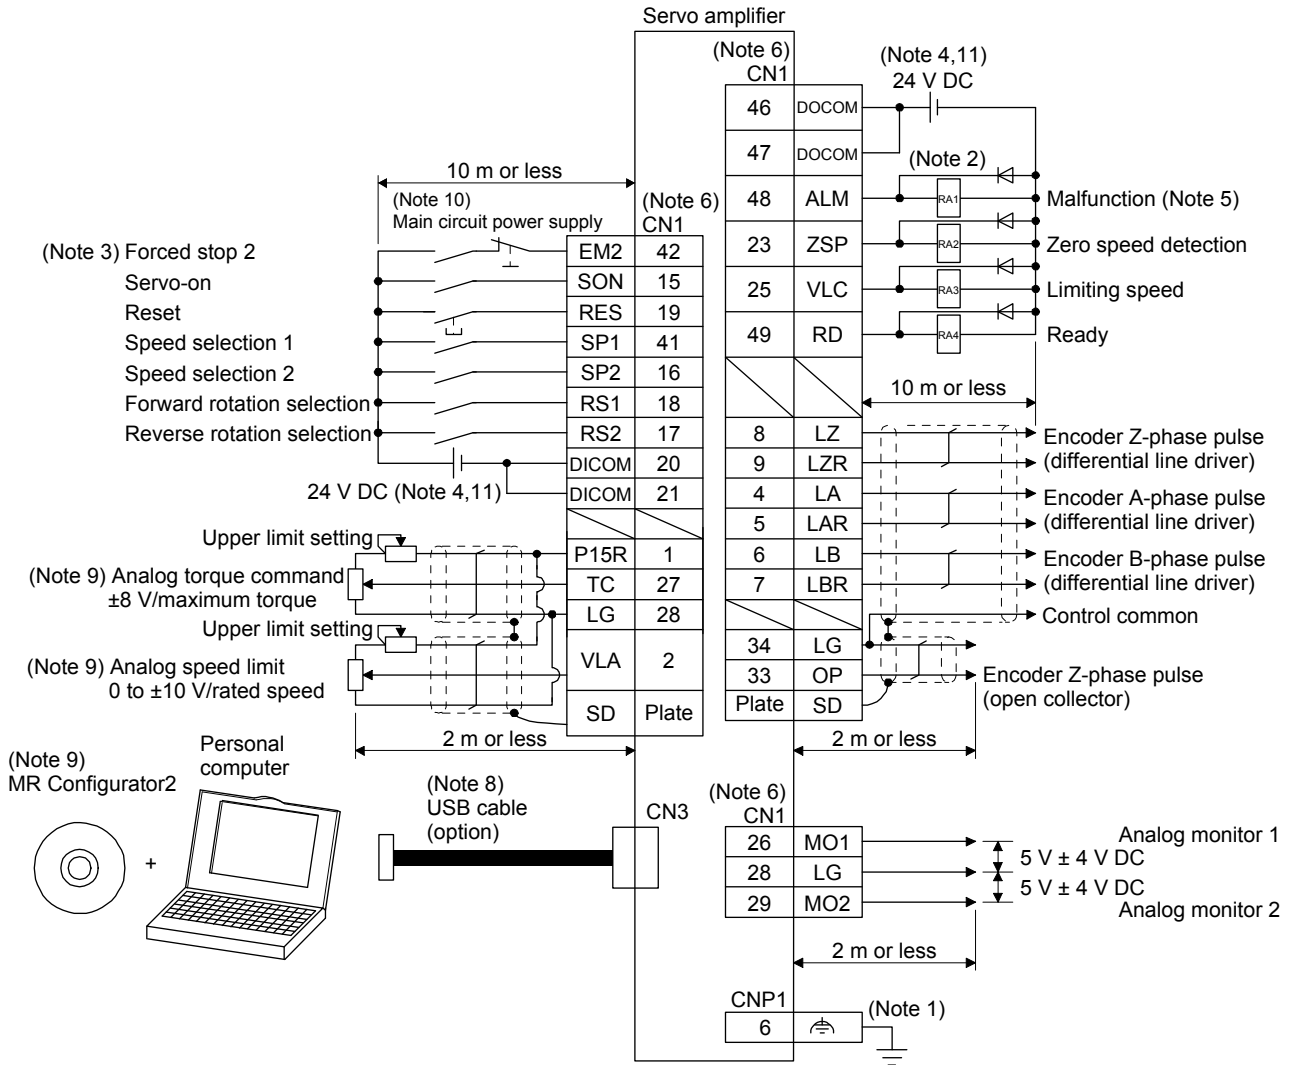 Servo amplifier
(Note 6)
CN1
(Note 4,11)
24 V DC
46 DOCOM
47 DOCOM
(Note 2)
48 ALM RA1 Malfunction (Note 5)
23 ZSP RA2 Zero speed detection
25 VLC RA3 Limiting speed
49 RD RA4 Ready
10 m or less
8 LZ Encoder Z-phase pulse
9 LZR (differential line driver)
4 LA Encoder A-phase pulse
5 LAR (differential line driver)
6 LB Encoder B-phase pulse
7 LBR (differential line driver)
Control common
34 LG
33 OP Encoder Z-phase pulse
(open collector)
Plate SD
2 m or less
10 m or less
(Note 10)
Main circuit power supply
(Note 6)
CN1
(Note 3) Forced stop 2 EM2 42
Servo-on SON 15
Reset RES 19
Speed selection 1 SP1 41
Speed selection 2 SP2 16
Forward rotation selection RS1 18
Reverse rotation selection RS2 17
DICOM 20
24 V DC (Note 4,11) DICOM 21
Upper limit setting
P15R 1
(Note 9) Analog torque command TC 27
±8 V/maximum torque
LG 28
Upper limit setting
(Note 9) Analog speed limit VLA 2
0 to ±10 V/rated speed
SD Plate
2 m or less
(Note 9)
MR Configurator2
+
Personal
computer
(Note 8)
USB cable
(option)
CN3
(Note 6)
CN1
26 MO1 Analog monitor 1
5 V ± 4 V DC
28 LG
5 V ± 4 V DC
29 MO2 Analog monitor 2
2 m or less
CNP1
6 (Note 1)